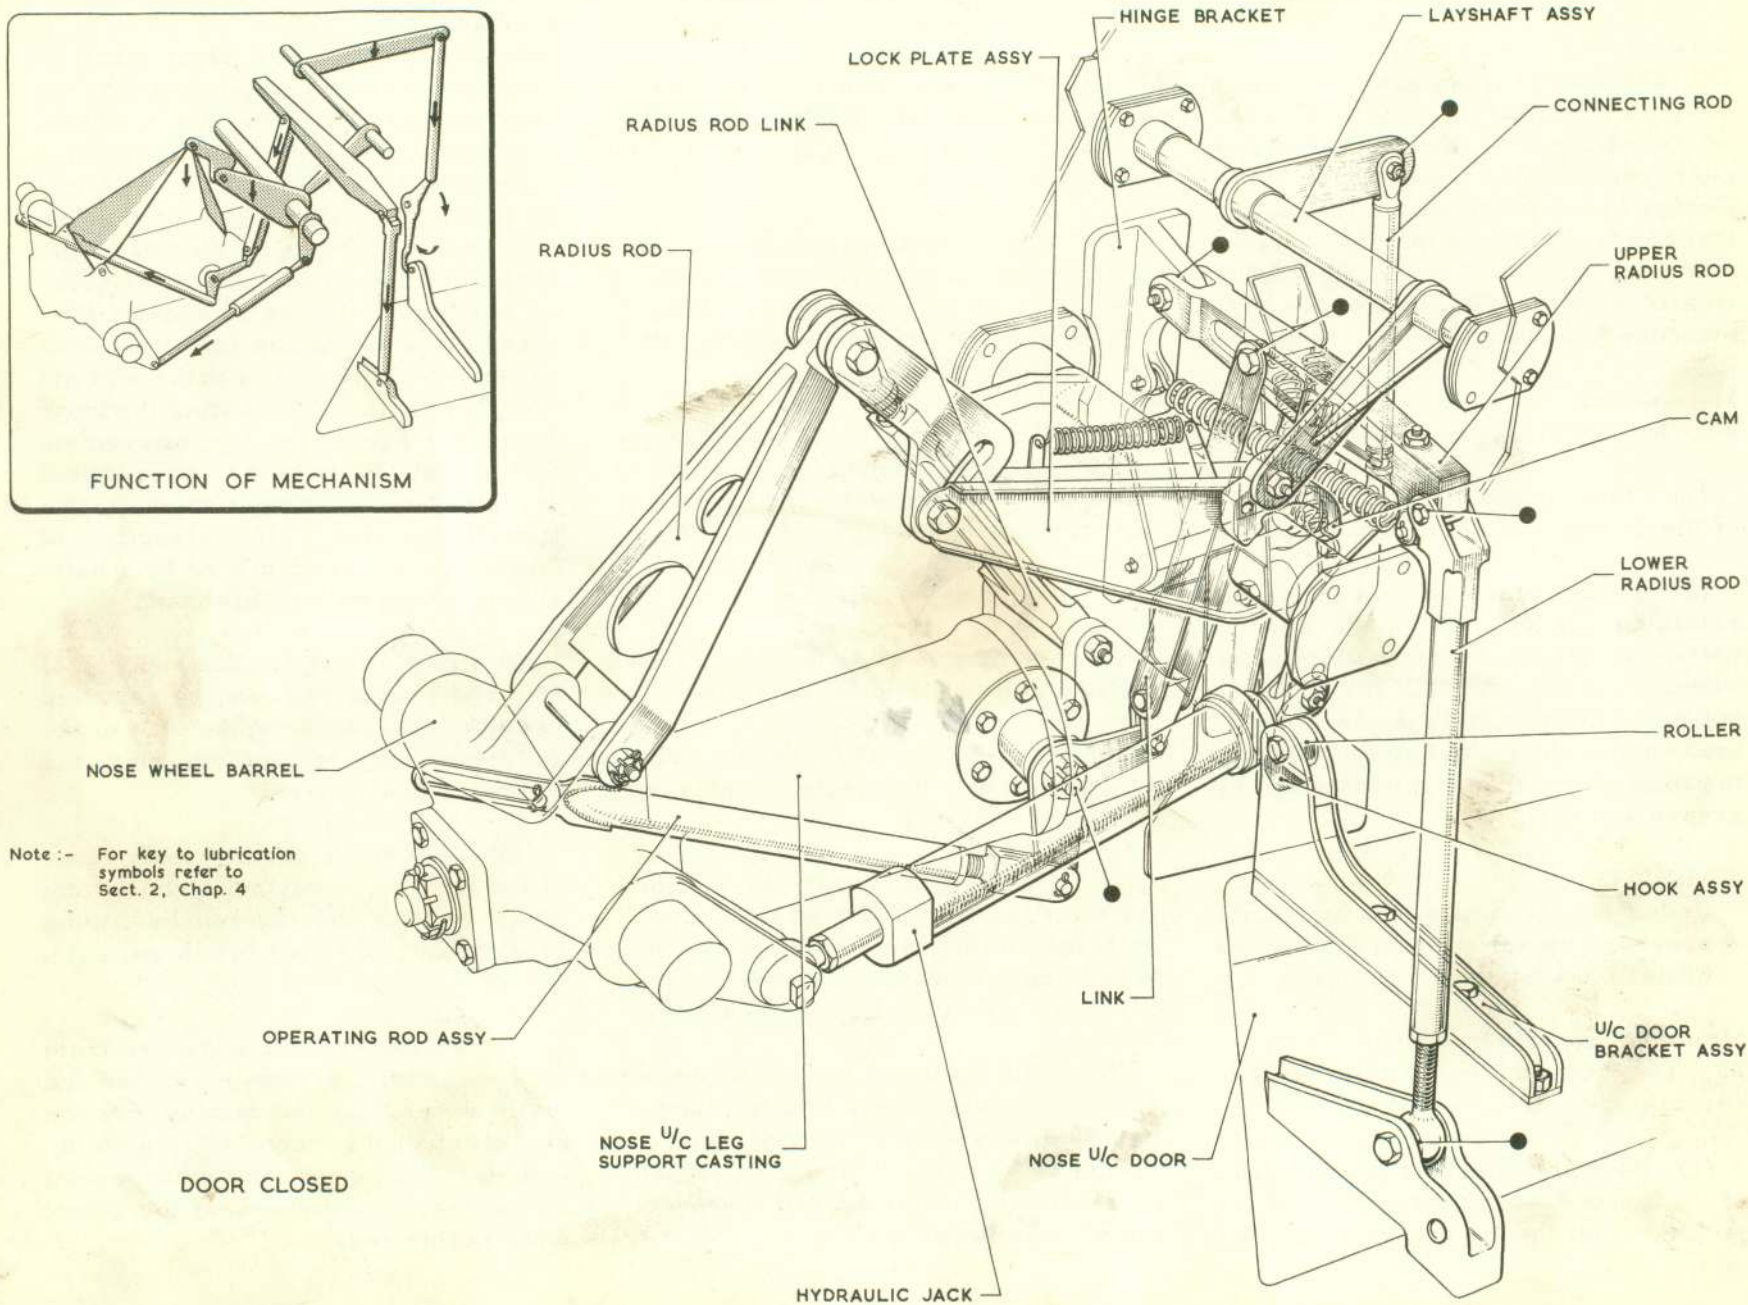 HINGE BRACKET
LAYSHAFT ASSY
LOCK PLATE ASSY
CONNECTING ROD
RADIUS ROD LINK
RADIUS ROD
UPPER
RADIUS ROD
CAM
FUNCTION OF MECHANISM
LOWER
RADIUS ROD
ROLLER
NOSE WHEEL BARREL
Note :- For key to lubrication
symbols refer to
Sect. 2, Chap. 4
HOOK ASSY
LINK
OPERATING ROD ASSY
U/C DOOR
BRACKET ASSY
NOSE U/C LEG
SUPPORT CASTING
NOSE U/C DOOR
DOOR CLOSED
HYDRAULIC JACK